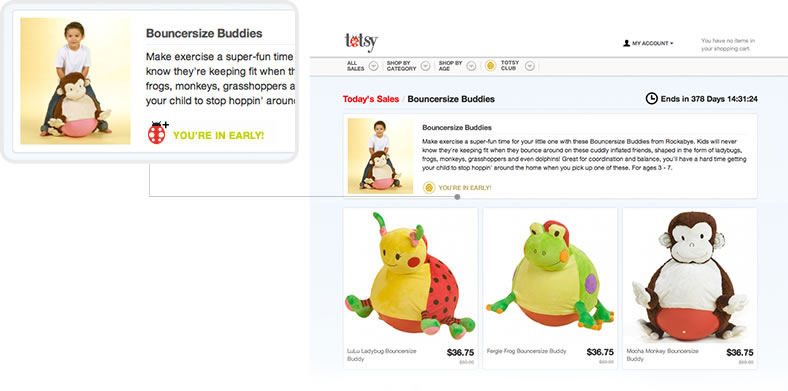 Bouncersize Buddies
Make exercise a super-fun time
know they're keeping fit when th
frogs, monkeys, grasshoppers a
your child to stop hoppin' aroun
YOU'RE IN EARLY!
totsy
MY ACCOUNT
You have no items in
your shopping cart.
ALL
SALES
SHOP BY
CATEGORY
SHOP BY
AGE
TOTSY
CLUB
Today's Sales / Bouncersize Buddies
Ends in 378 Days 14:31:24
Bouncersize Buddies
Make exercise a super-fun time for your little one with these Bouncersize Buddies from Rockabye. Kids will never
know they're keeping fit when they bounce around on these cuddly inflated friends, shaped in the form of ladybugs,
frogs, monkeys, grasshoppers and even dolphins! Great for coordination and balance, you'll have a hard time getting
your child to stop hoppin' around the home when you pick up one of these. For ages 3 - 7.
YOU'RE IN EARLY!
LuLu Ladybug Bouncersize
Buddy
$36.75
Fergie Frog Bouncersize Buddy
$36.75
Mocha Monkey Bouncersize
Buddy
$36.75